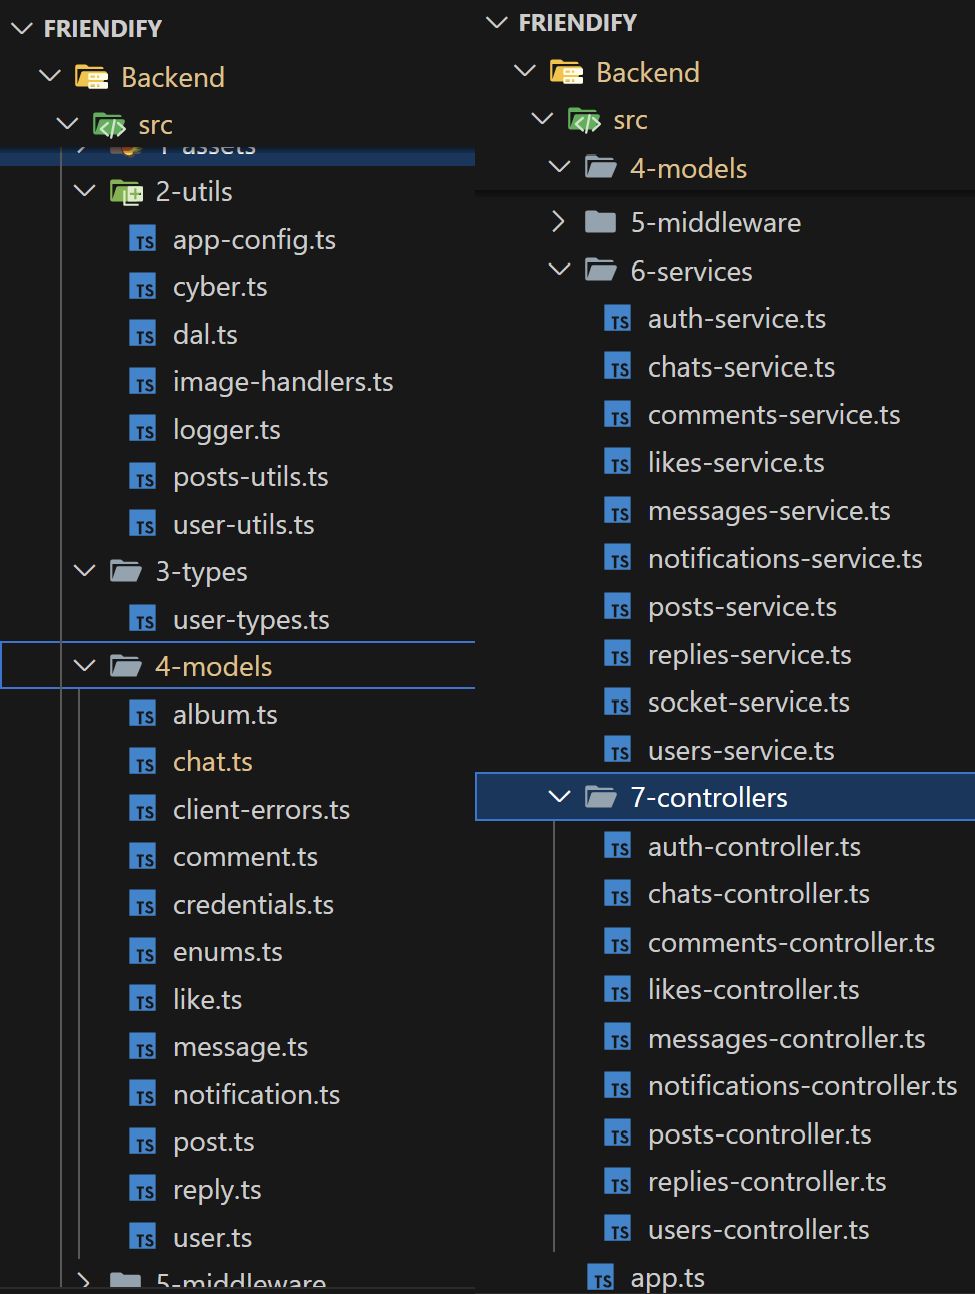 FRIENDIFY
Backend
src
1-assets
2-utils
TS app-config.ts
TS cyber.ts
TS dal.ts
TS image-handlers.ts
TS logger.ts
TS posts-utils.ts
TS user-utils.ts
3-types
TS user-types.ts
4-models
TS album.ts
TS chat.ts
TS client-errors.ts
TS comment.ts
TS credentials.ts
TS enums.ts
TS like.ts
TS message.ts
TS notification.ts
TS post.ts
TS reply.ts
TS user.ts
5-middleware
FRIENDIFY
Backend
src
4-models
5-middleware
6-services
TS auth-service.ts
TS chats-service.ts
TS comments-service.ts
TS likes-service.ts
TS messages-service.ts
TS notifications-service.ts
TS posts-service.ts
TS replies-service.ts
TS socket-service.ts
TS users-service.ts
7-controllers
TS auth-controller.ts
TS chats-controller.ts
TS comments-controller.ts
TS likes-controller.ts
TS messages-controller.ts
TS notifications-controller.ts
TS posts-controller.ts
TS replies-controller.ts
TS users-controller.ts
TS app.ts